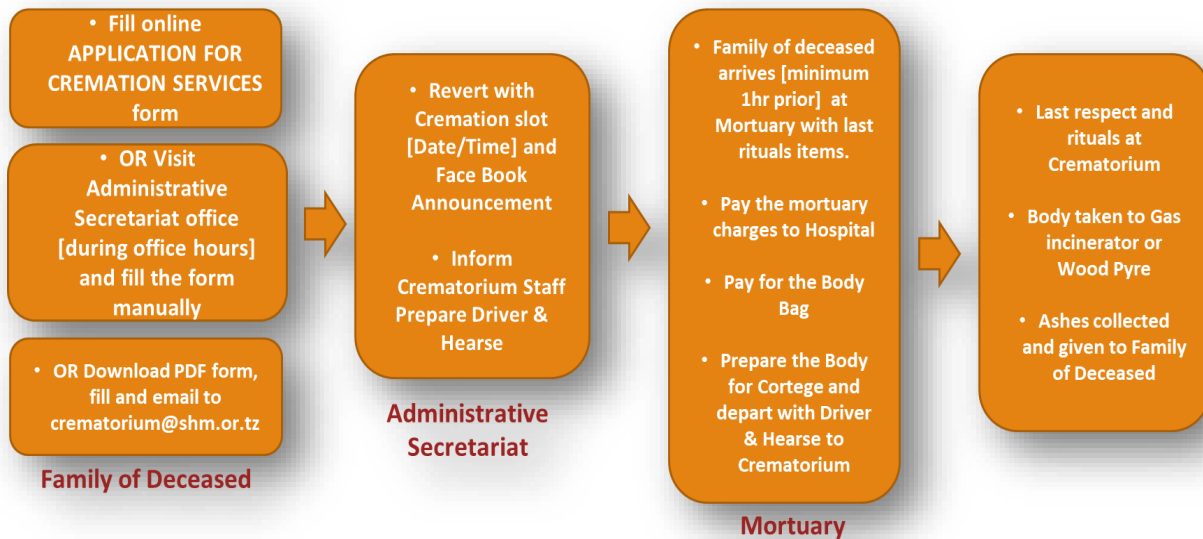 • Fill online
APPLICATION FOR
CREMATION SERVICES
form
• OR Visit
Administrative
Secretariat office
[during office hours]
and fill the form
manually
• OR Download PDF form,
fill and email to
crematorium@shm.or.tz
Family of Deceased
• Revert with
Cremation slot
[Date/Time] and
Face Book
Announcement
• Inform
Crematorium Staff
Prepare Driver &
Hearse
Administrative
Secretariat
• Family of deceased
arrives [minimum
1hr prior] at
Mortuary with last
rituals items.
• Pay the mortuary
charges to Hospital
• Pay for the Body
Bag
• Prepare the Body
for Cortege and
depart with Driver
& Hearse to
Crematorium
Mortuary
• Last respect and
rituals at
Crematorium
• Body taken to Gas
incinerator or
Wood Pyre
• Ashes collected
and given to Family
of Deceased